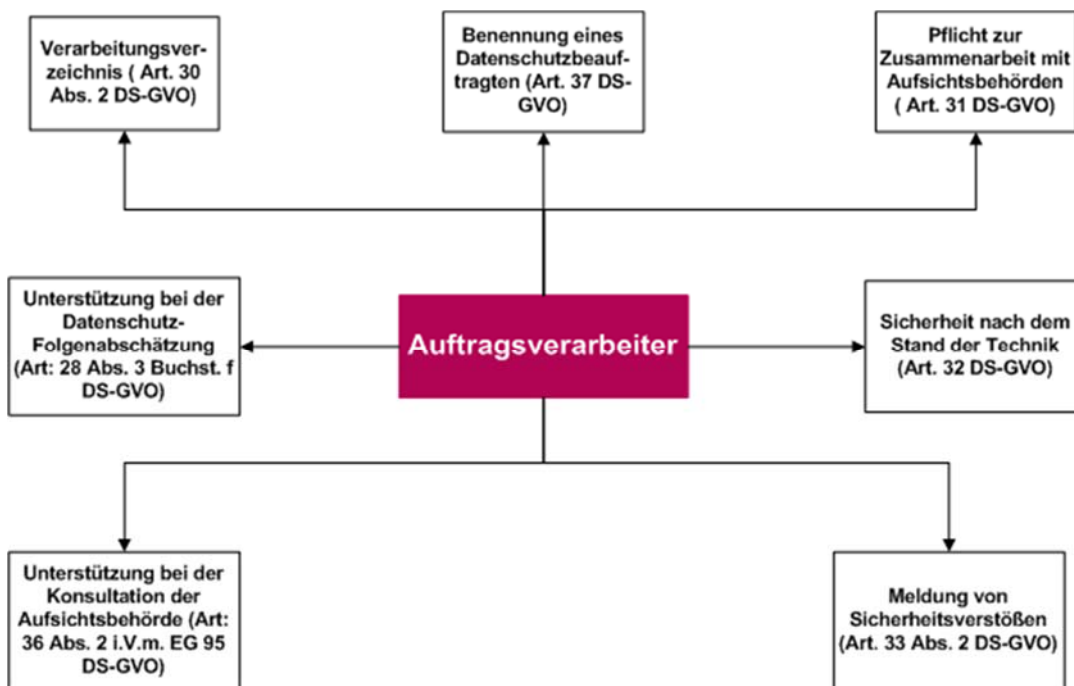 Verarbeitungsver-
zeichnis ( Art. 30
Abs. 2 DS-GVO)
Benennung eines
Datenschutzbeauf-
tragten (Art. 37 DS-
GVO)
Pflicht zur
Zusammenarbeit mit
Aufsichtsbehörden
( Art. 31 DS-GVO)
Unterstützung bei der
Datenschutz-
Folgenabschätzung
(Art: 28 Abs. 3 Buchst. f
DS-GVO)
Auftragsverarbeiter
Sicherheit nach dem
Stand der Technik
(Art. 32 DS-GVO)
Unterstützung bei der
Konsultation der
Aufsichtsbehörde (Art:
36 Abs. 2 i.V.m. EG 95
DS-GVO)
Meldung von
Sicherheitsverstößen
(Art. 33 Abs. 2 DS-GVO)